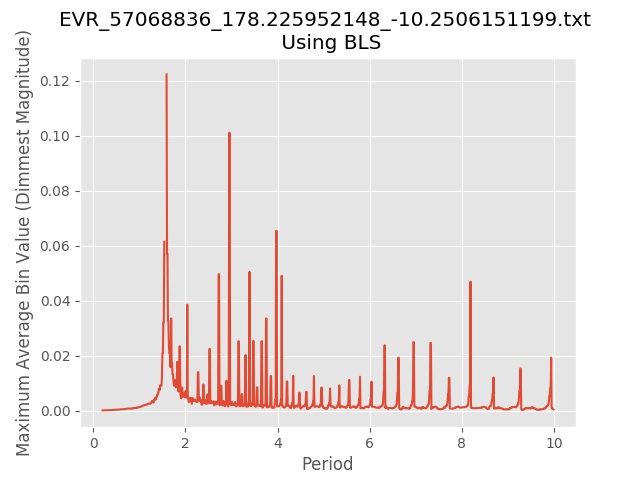 EVR_57068836_178.225952148_-10.2506151199.txt
Using BLS
Maximum Average Bin Value (Dimmest Magnitude)
0.12
0.10
0.08
0.06
0.04
0.02
0.00
0 2 4 6 8 10
Period